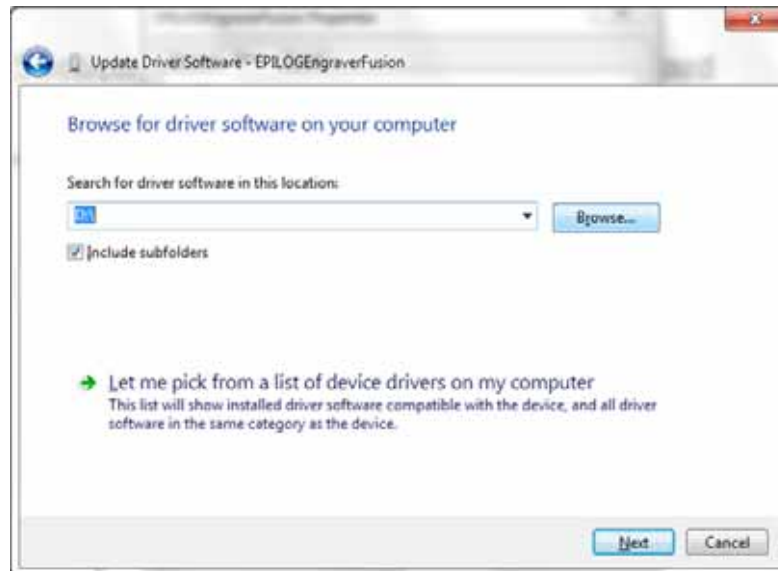 Update Driver Software - EPILOGEngraverFusion
Browse for driver software on your computer
Search for driver software in this location:
D:\
Browse...
Include subfolders
Let me pick from a list of device drivers on my computer
This list will show installed driver software compatible with the device, and all driver
software in the same category as the device.
Next
Cancel